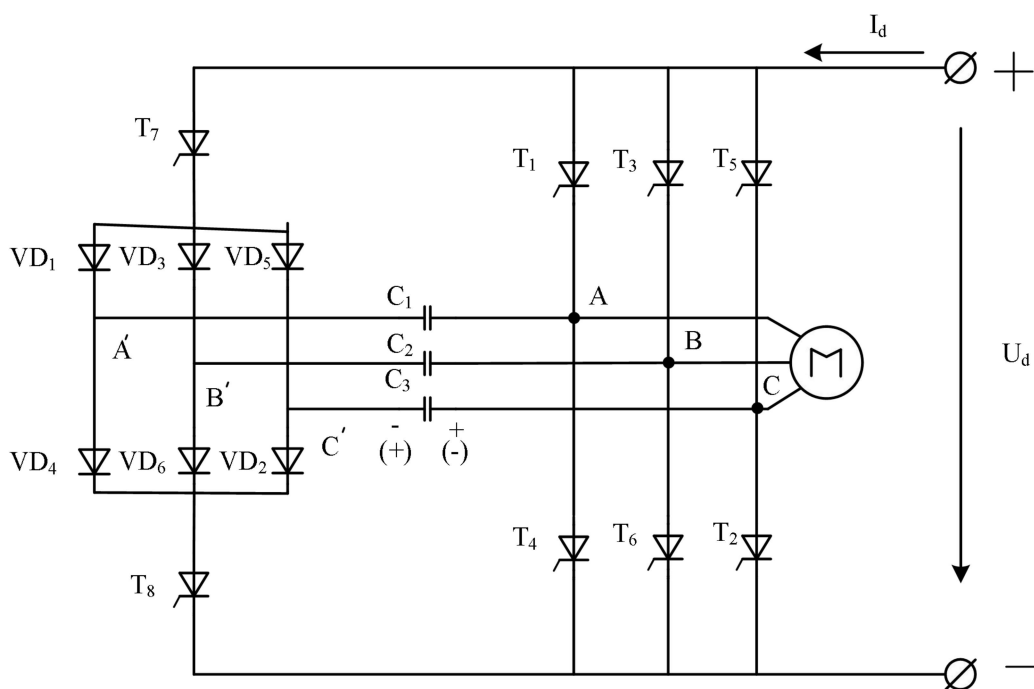 I_d
+
T_7
T_1 T_3 T_5
VD_1 VD_3 VD_5
C_1 A
A′ C_2 B
U_d
B′ C_3 C
M
C′ - +
(+) (-)
VD_4 VD_6 VD_2
T_4 T_6 T_2
T_8
−